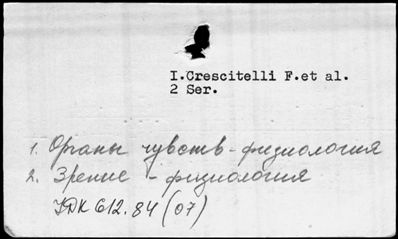 I.Crescitelli F.et al.
2 Ser.
1. Органы чувств - физиология
2. Зрение - физиология
УДК 612.84 (07)